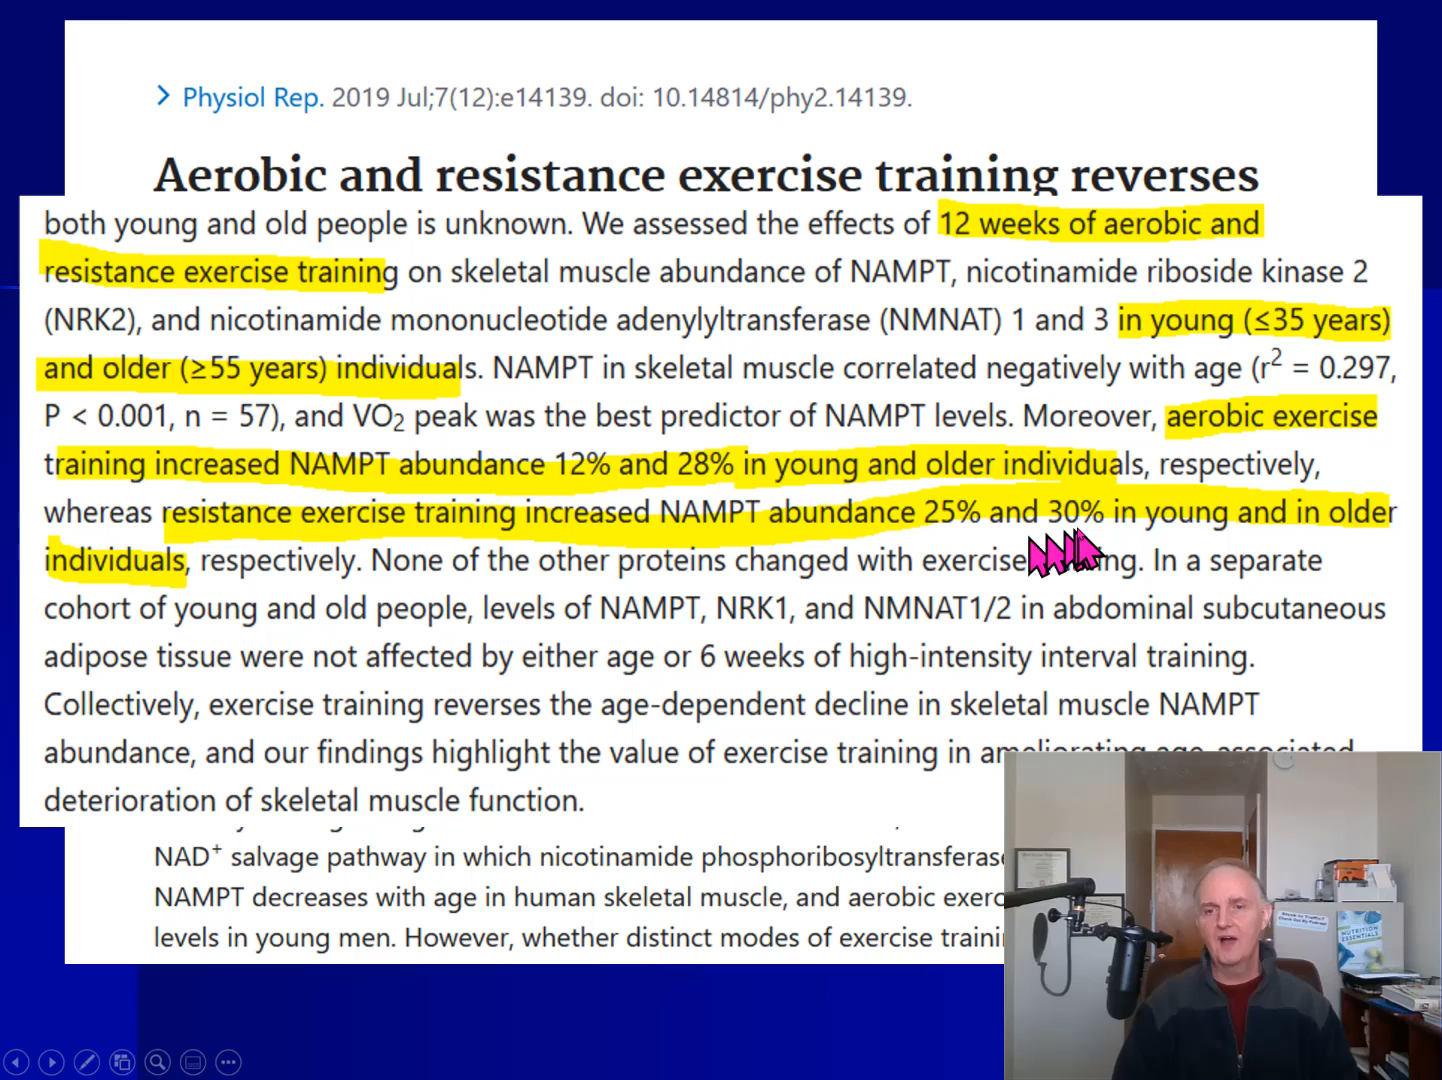 Physiol Rep. 2019 Jul;7(12):e14139. doi: 10.14814/phy2.14139.
Aerobic and resistance exercise training reverses
both young and old people is unknown. We assessed the effects of 12 weeks of aerobic and
resistance exercise training on skeletal muscle abundance of NAMPT, nicotinamide riboside kinase 2
(NRK2), and nicotinamide mononucleotide adenylyltransferase (NMNAT) 1 and 3 in young (≤35 years)
and older (≥55 years) individuals. NAMPT in skeletal muscle correlated negatively with age (r² = 0.297,
P < 0.001, n = 57), and VO₂ peak was the best predictor of NAMPT levels. Moreover, aerobic exercise
training increased NAMPT abundance 12% and 28% in young and older individuals, respectively,
whereas resistance exercise training increased NAMPT abundance 25% and 30% in young and in older
individuals, respectively. None of the other proteins changed with exercise ng. In a separate
cohort of young and old people, levels of NAMPT, NRK1, and NMNAT1/2 in abdominal subcutaneous
adipose tissue were not affected by either age or 6 weeks of high-intensity interval training.
Collectively, exercise training reverses the age-dependent decline in skeletal muscle NAMPT
abundance, and our findings highlight the value of exercise training in ameliorating age-associated
deterioration of skeletal muscle function.
NAD⁺ salvage pathway in which nicotinamide phosphoribosyltransferase
NAMPT decreases with age in human skeletal muscle, and aerobic exerc
levels in young men. However, whether distinct modes of exercise traini
NUTRITION
ESSENTIALS